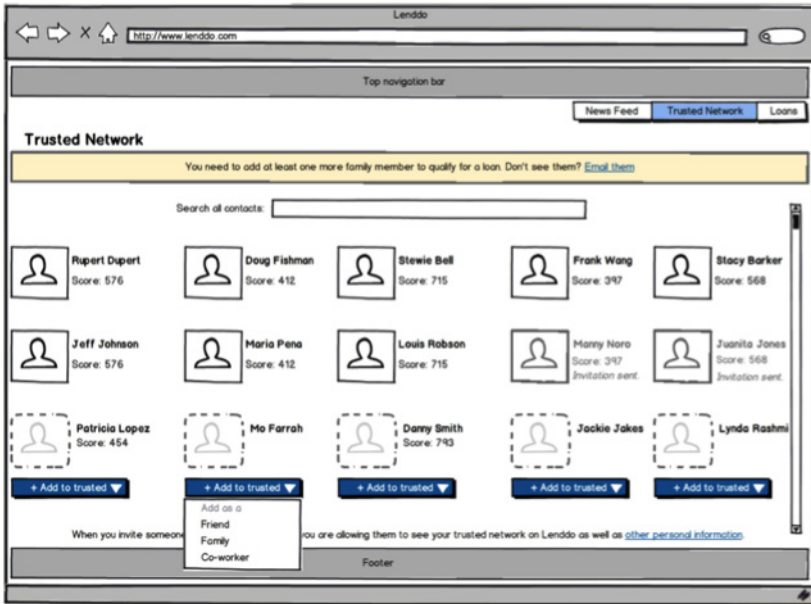 Lenddo
http://www.lenddo.com
Top navigation bar
News Feed Trusted Network Loans
Trusted Network
You need to add at least one more family member to qualify for a loan. Don't see them? Email them
Search all contacts:
Rupert Dupert Doug Fishman Stewie Bell Frank Wang Stacy Barker
Score: 576 Score: 412 Score: 715 Score: 397 Score: 568
Jeff Johnson Maria Pena Louis Robson Manny Noro Juanita Jones
Score: 576 Score: 412 Score: 715 Score: 397 Score: 568
Invitation sent. Invitation sent.
Patricia Lopez Mo Farrah Danny Smith Jackie Jakes Lynda Rashmi
Score: 454 Score: 793
+ Add to trusted + Add to trusted + Add to trusted + Add to trusted + Add to trusted
Add as a
Friend
Family
Co-worker
When you invite someone you are allowing them to see your trusted network on Lenddo as well as other personal information.
Footer